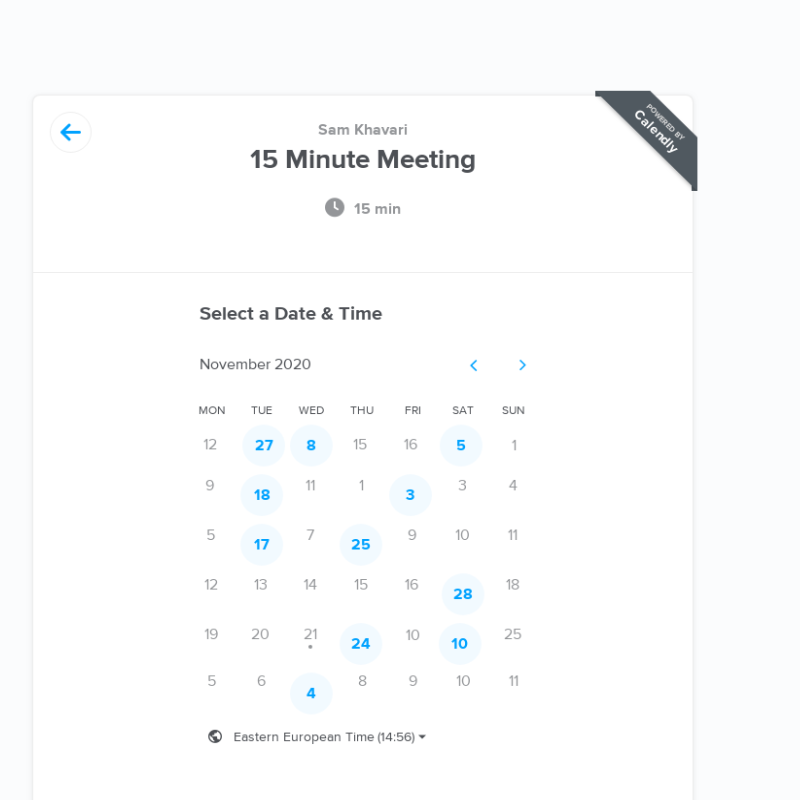 POWERED BY
Calendly
Sam Khavari
15 Minute Meeting
15 min
Select a Date & Time
November 2020
MON TUE WED THU FRI SAT SUN
12 27 8 15 16 5 1
9 18 11 1 3 3 4
5 17 7 25 9 10 11
12 13 14 15 16 28 18
19 20 21 24 10 10 25
5 6 4 8 9 10 11
Eastern European Time (14:56)